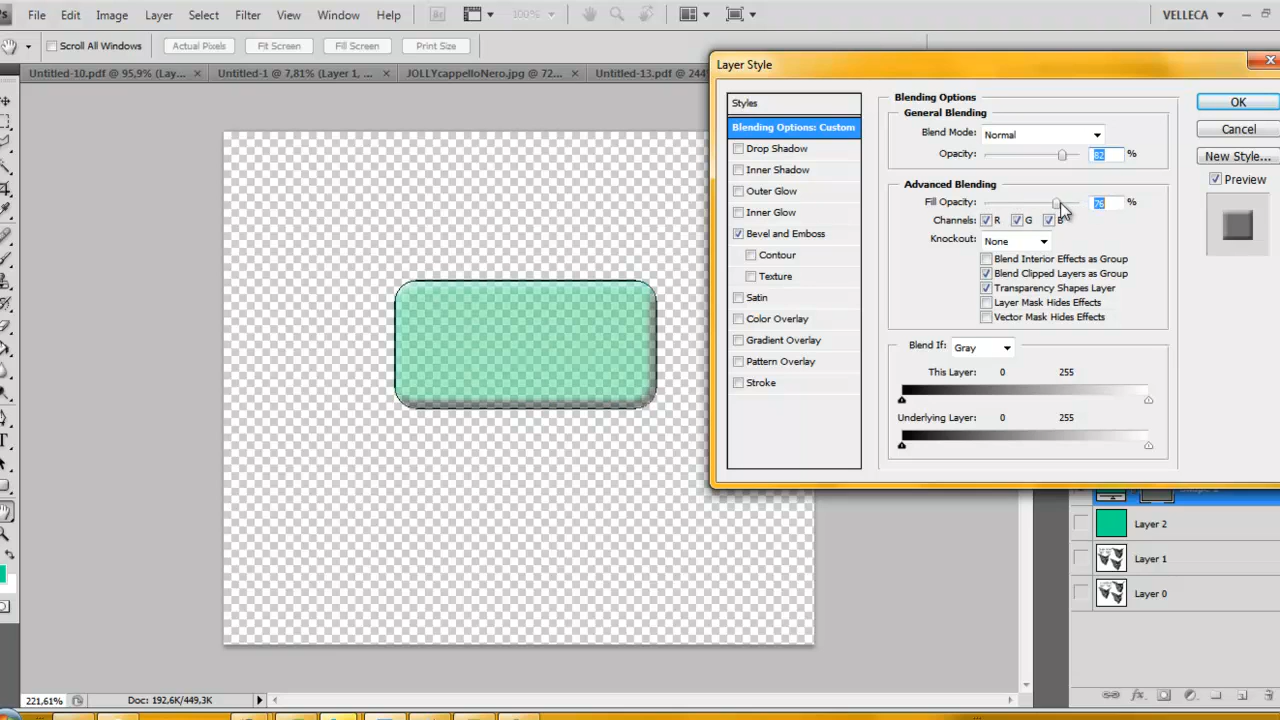 File Edit Image Layer Select Filter View Window Help 100% VELLECA
Scroll All Windows Actual Pixels Fit Screen Fill Screen Print Size
Untitled-10.pdf @ 95,9% (Lay... Untitled-1 @ 7,81% (Layer 1, ... JOLLYcappelloNero.jpg @ 72... Untitled-13.pdf @ 244
Layer Style
Styles
Blending Options: Custom
Drop Shadow
Inner Shadow
Outer Glow
Inner Glow
Bevel and Emboss
Contour
Texture
Satin
Color Overlay
Gradient Overlay
Pattern Overlay
Stroke
Blending Options
General Blending
Blend Mode: Normal
Opacity: 82 %
Advanced Blending
Fill Opacity: 76 %
Channels: R G B
Knockout: None
Blend Interior Effects as Group
Blend Clipped Layers as Group
Transparency Shapes Layer
Layer Mask Hides Effects
Vector Mask Hides Effects
Blend If: Gray
This Layer: 0 255
Underlying Layer: 0 255
OK
Cancel
New Style...
Preview
Layer 2
Layer 1
Layer 0
221,61% Doc: 192,6K/449,3K